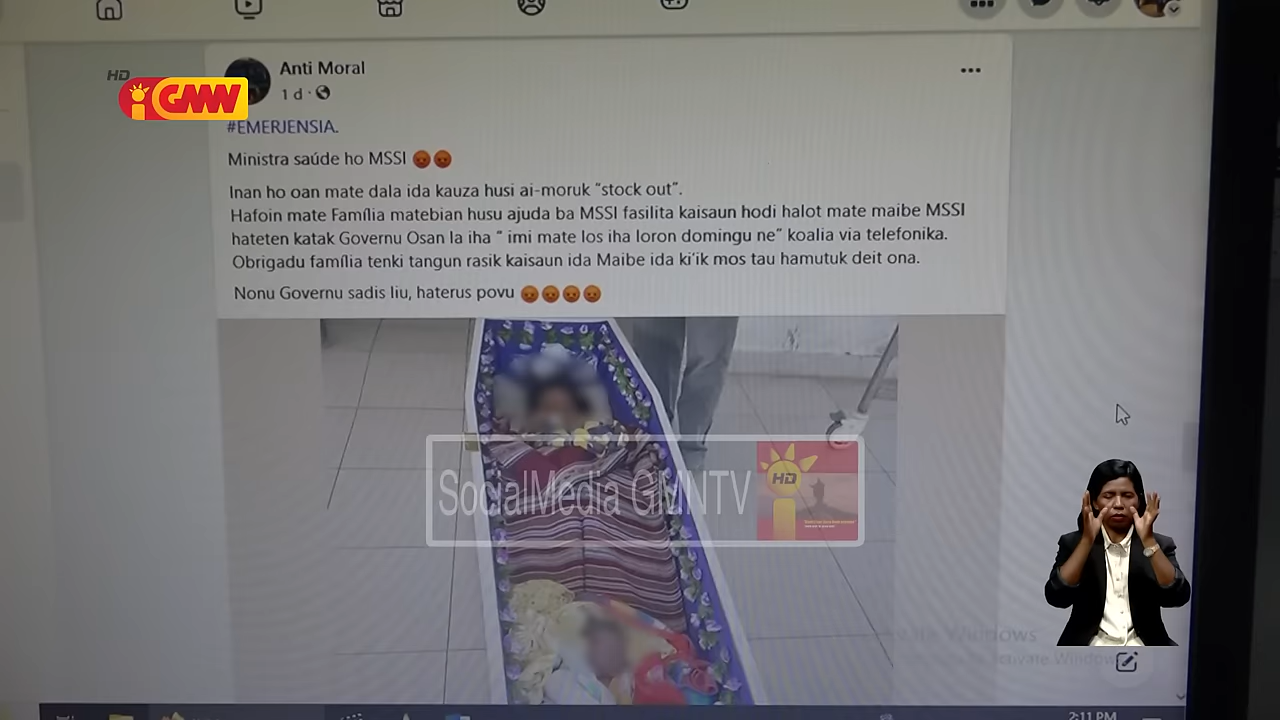 HD
GMN
Anti Moral
1 d
#EMERJENSIA.
Ministra saúde ho MSSI
Inan ho oan mate dala ida kauza husi ai-moruk “stock out”.
Hafoin mate Família matebian husu ajuda ba MSSI fasilita kaisaun hodi halot mate maibe MSSI
hateten katak Governu Osan la iha “ imi mate los iha loron domingu ne” koalia via telefonika.
Obrigadu família tenki tangun rasik kaisaun ida Maibe ida ki’ik mos tau hamutuk deit ona.
Nonu Governu sadis liu, haterus povu
SocialMedia GMNTV
HD
Windows
2:11 PM